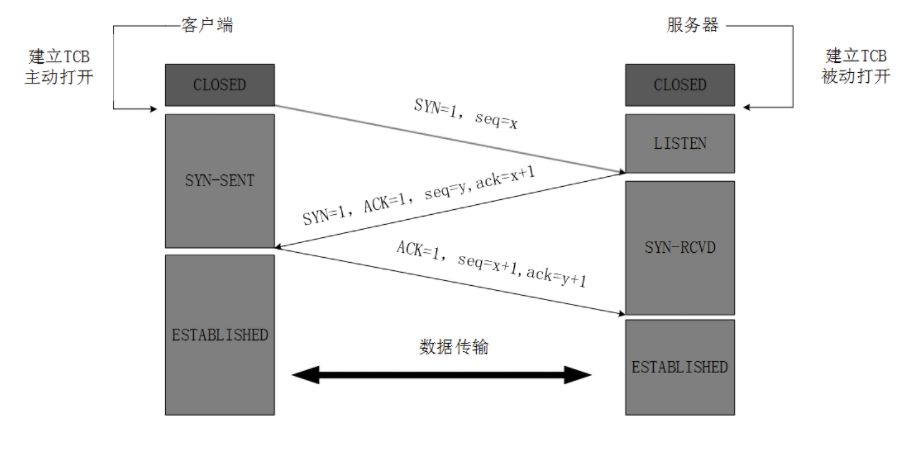 客户端
服务器
建立TCB
主动打开
建立TCB
被动打开
CLOSED
CLOSED
SYN=1, seq=x
LISTEN
SYN-SENT
SYN=1, ACK=1, seq=y,ack=x+1
SYN-RCVD
ACK=1, seq=x+1,ack=y+1
ESTABLISHED
数据传输
ESTABLISHED